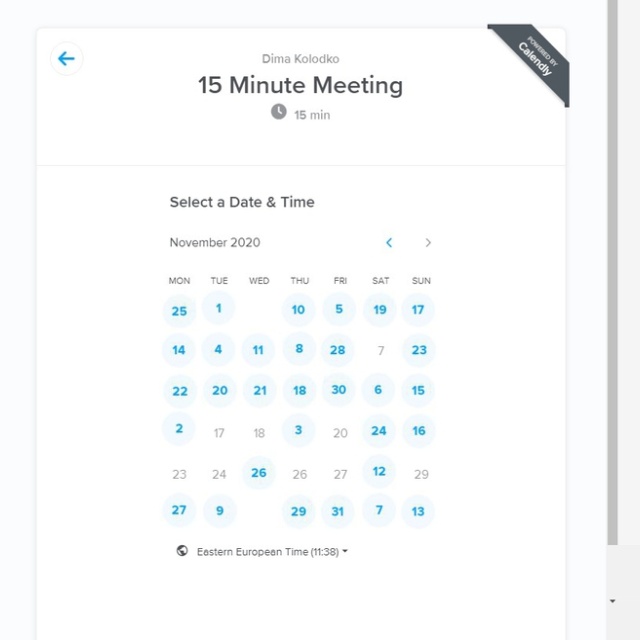 POWERED BY
Calendly
Dima Kolodko
15 Minute Meeting
15 min
Select a Date & Time
November 2020
MON TUE WED THU FRI SAT SUN
25 1 10 5 19 17
14 4 11 8 28 7 23
22 20 21 18 30 6 15
2 17 18 3 20 24 16
23 24 26 26 27 12 29
27 9 29 31 7 13
Eastern European Time (11:38)